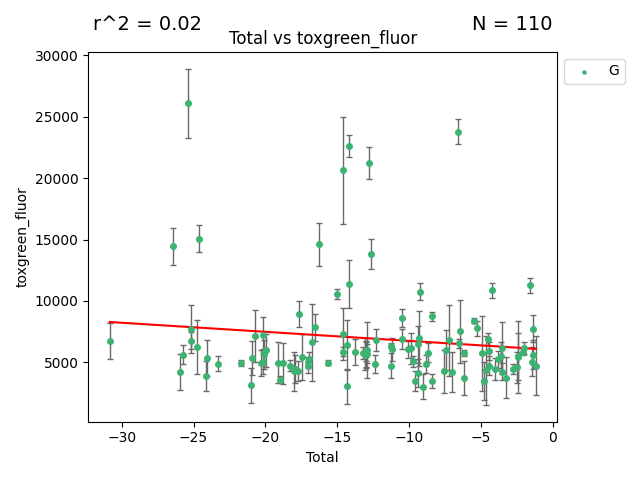 r^2 = 0.02
N = 110
Total vs toxgreen_fluor
G
30000
25000
20000
15000
10000
5000
toxgreen_fluor
−30
−25
−20
−15
−10
−5
0
Total